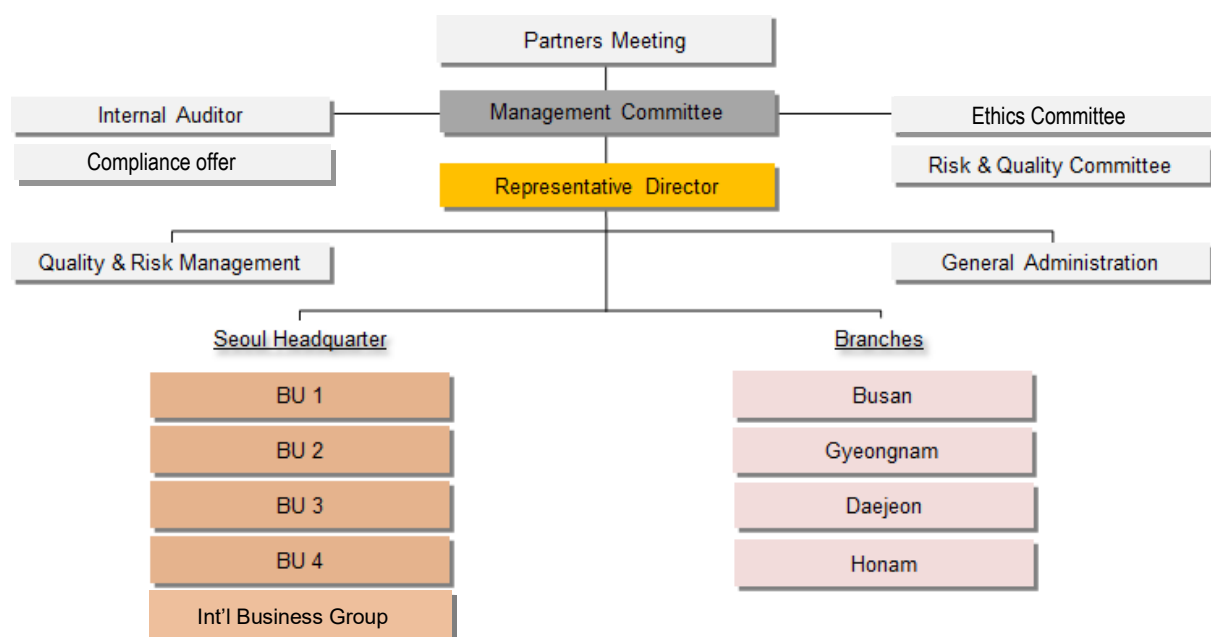 Partners Meeting
Internal Auditor
Management Committee
Ethics Committee
Compliance offer
Representative Director
Risk & Quality Committee
Quality & Risk Management
General Administration
Seoul Headquarter
Branches
BU 1
Busan
BU 2
Gyeongnam
BU 3
Daejeon
BU 4
Honam
Int'l Business Group